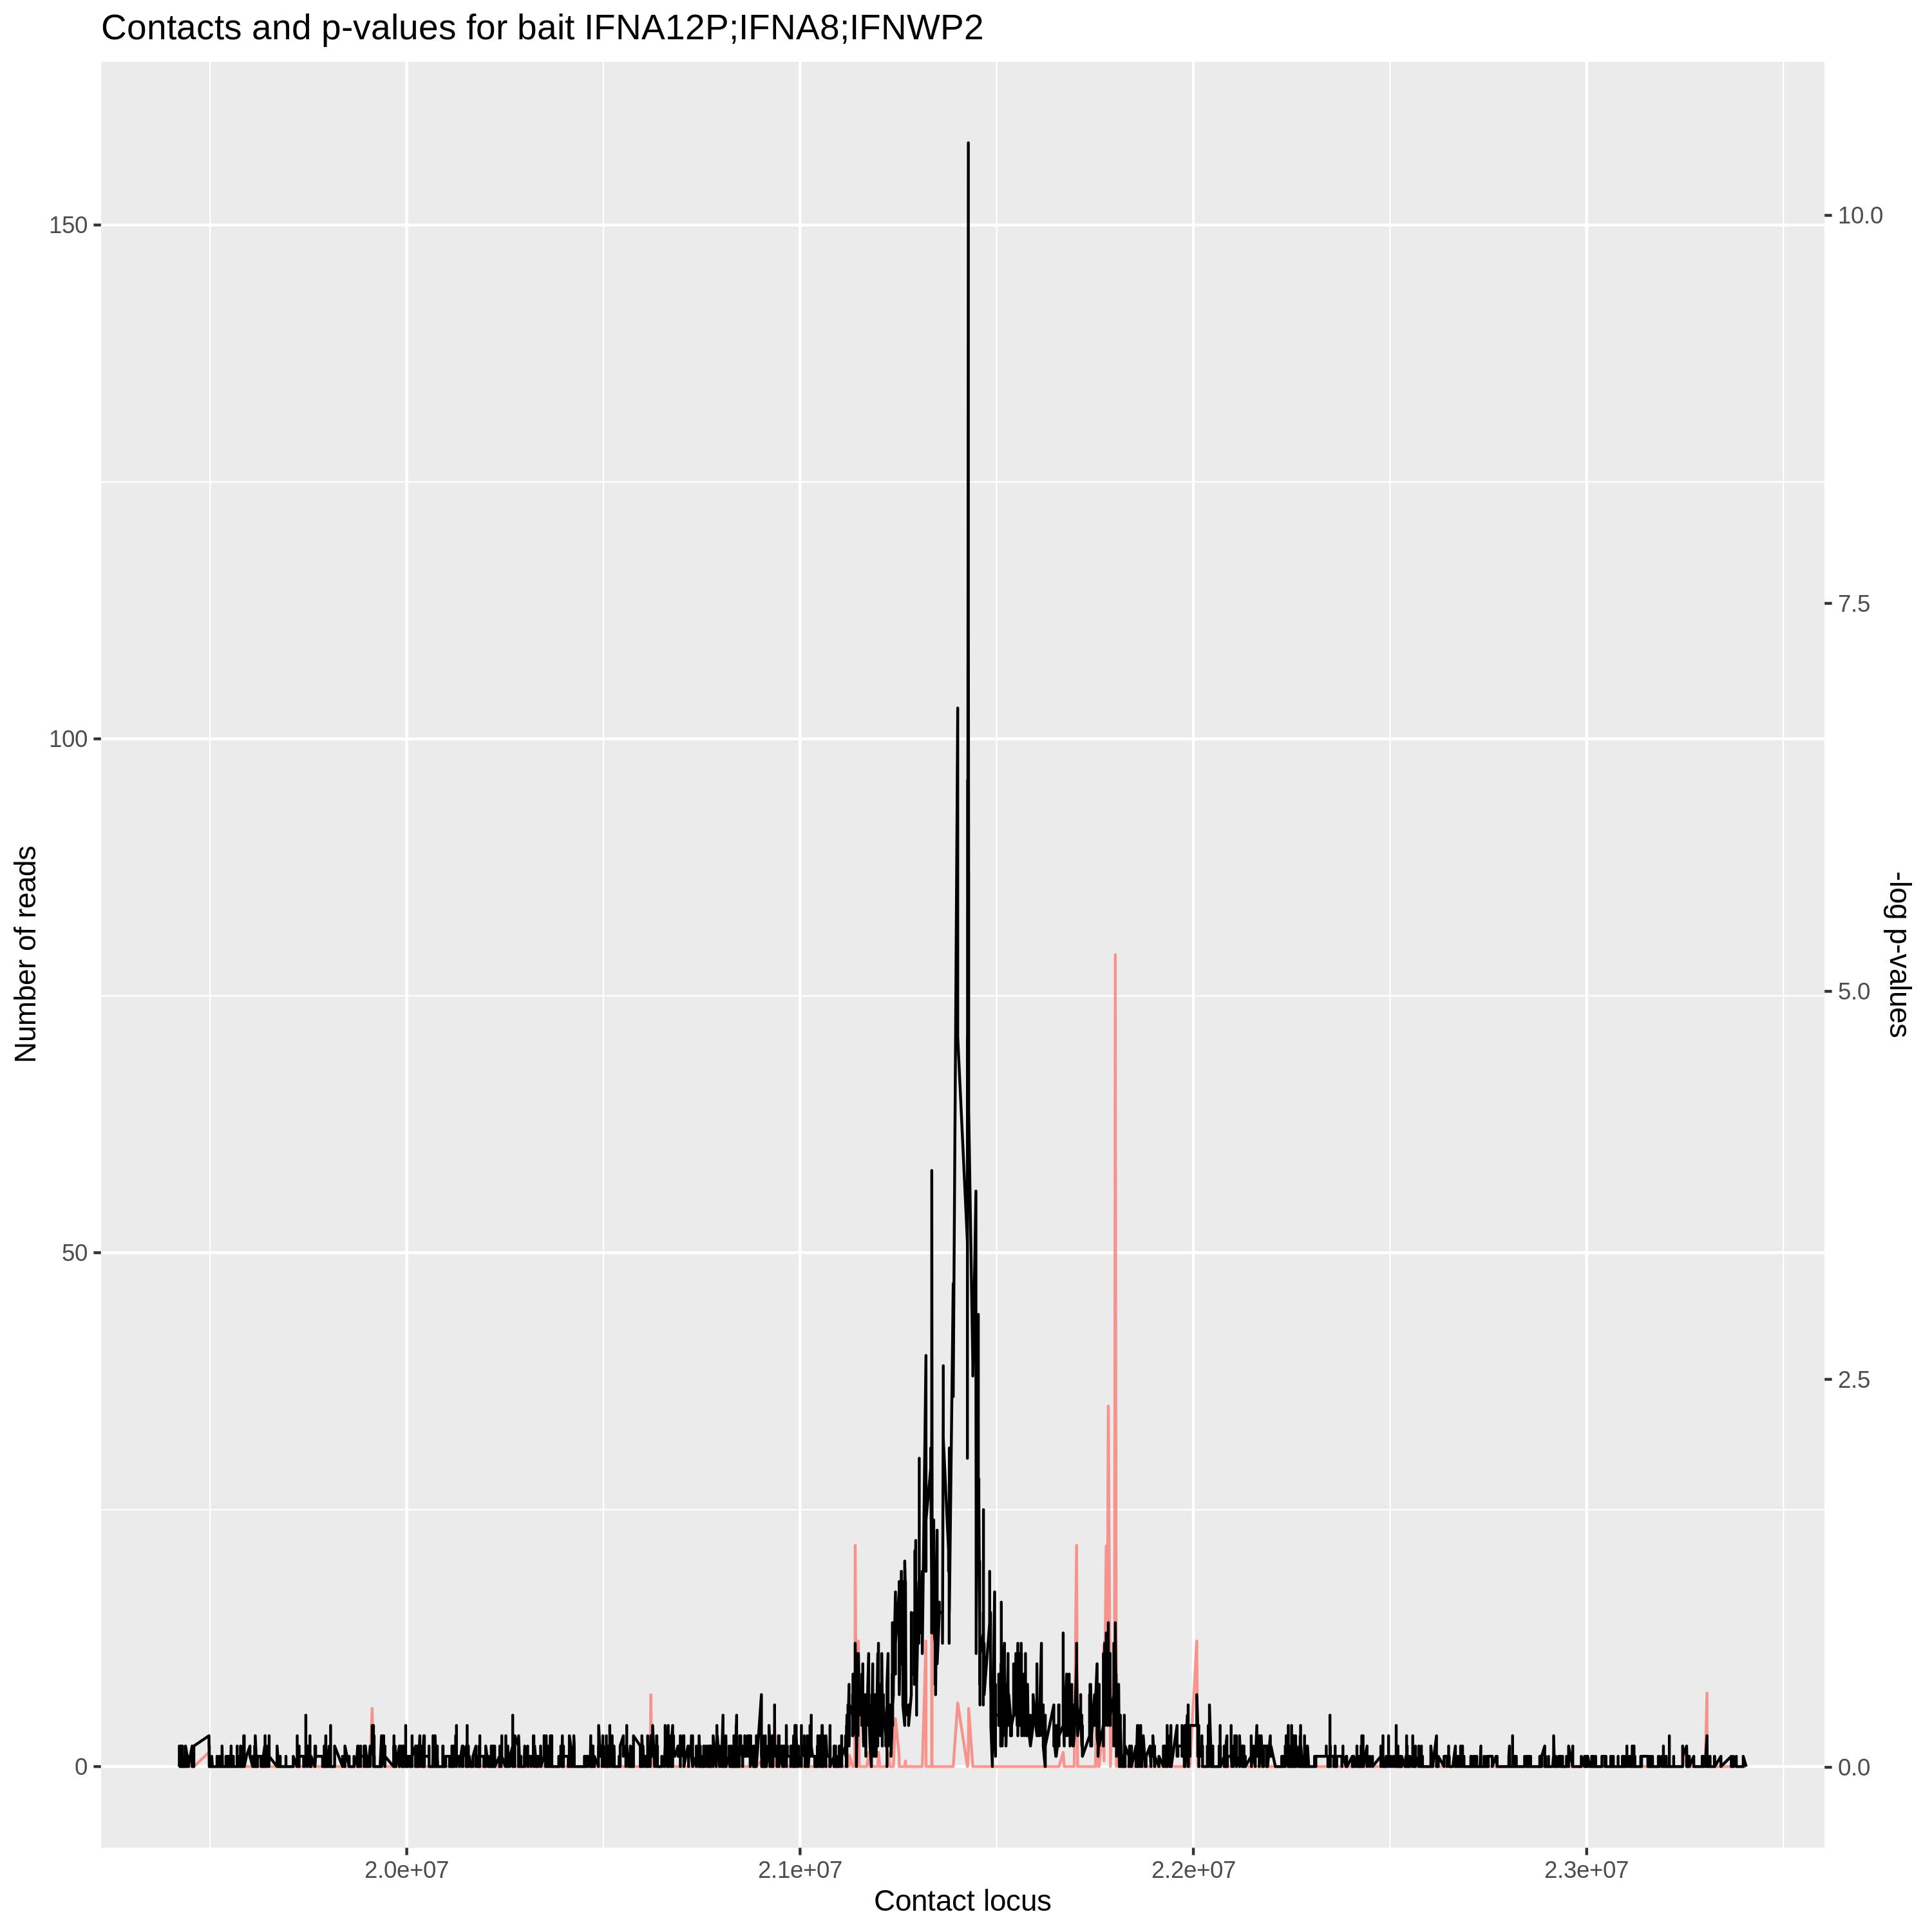 Contacts and p-values for bait IFNA12P;IFNA8;IFNWP2
150
100
50
0
Number of reads
10.0
7.5
5.0
2.5
0.0
-log p-values
2.0e+07
2.1e+07
2.2e+07
2.3e+07
Contact locus